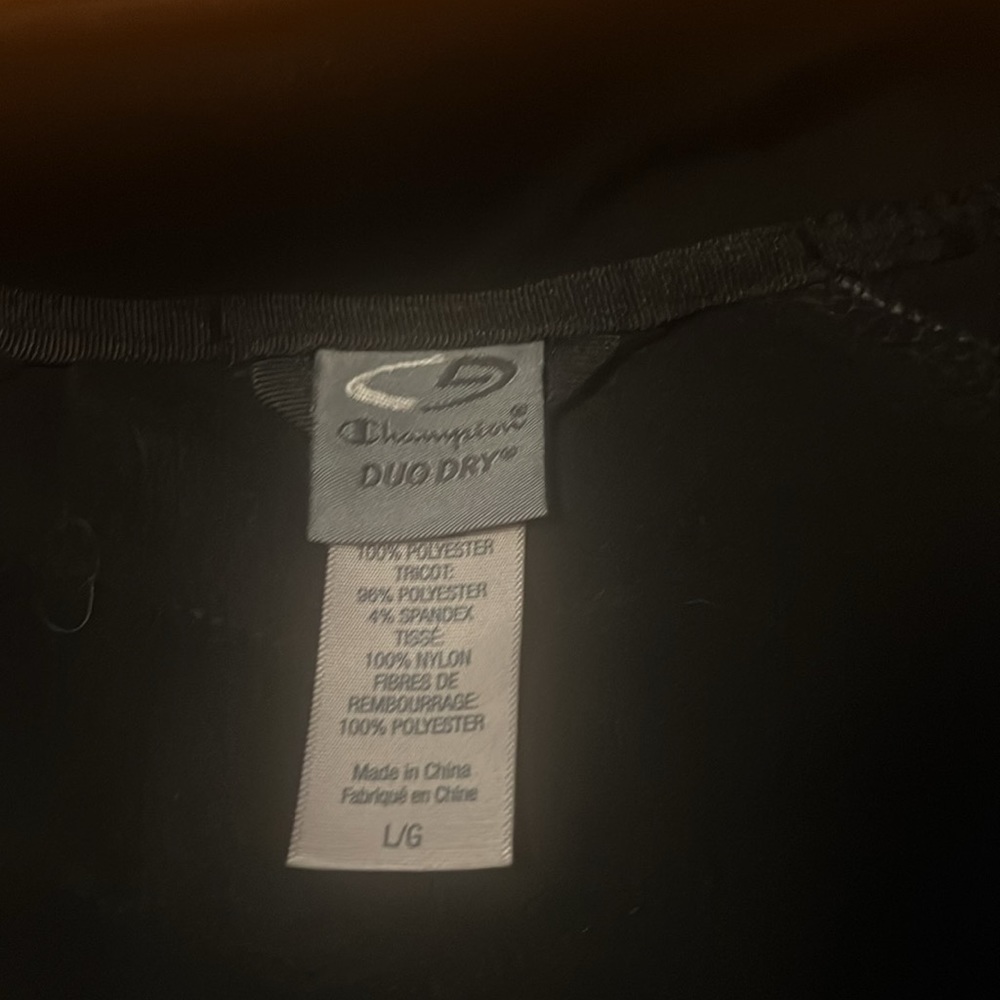 Champion®
DUO DRY®
100% POLYESTER
TRICOT:
96% POLYESTER
4% SPANDEX
TISSÉ:
100% NYLON
FIBRES DE
REMBOURRAGE:
100% POLYESTER
Made in China
Fabriqué en Chine
L/G